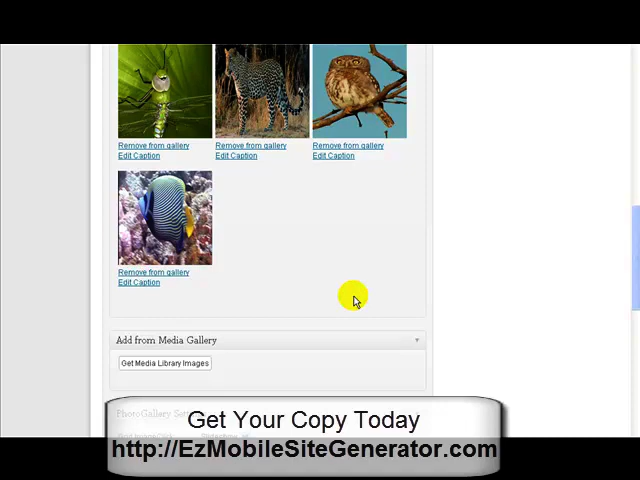 Remove from gallery Remove from gallery Remove from gallery
Edit Caption Edit Caption Edit Caption
Remove from gallery
Edit Caption
Add from Media Gallery
Get Media Library Images
PhotoGallery
Get Your Copy Today
http://EzMobileSiteGenerator.com